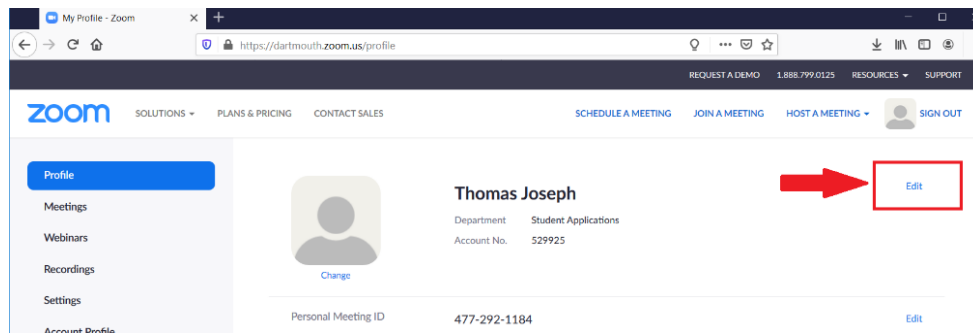 My Profile - Zoom
https://dartmouth.zoom.us/profile
REQUEST A DEMO 1.888.799.0125 RESOURCES SUPPORT
zoom SOLUTIONS PLANS & PRICING CONTACT SALES SCHEDULE A MEETING JOIN A MEETING HOST A MEETING SIGN OUT
Profile
Meetings
Webinars
Recordings
Settings
Account Profile
Change
Thomas Joseph
Department Student Applications
Account No. 529925
Edit
Personal Meeting ID 477-292-1184 Edit